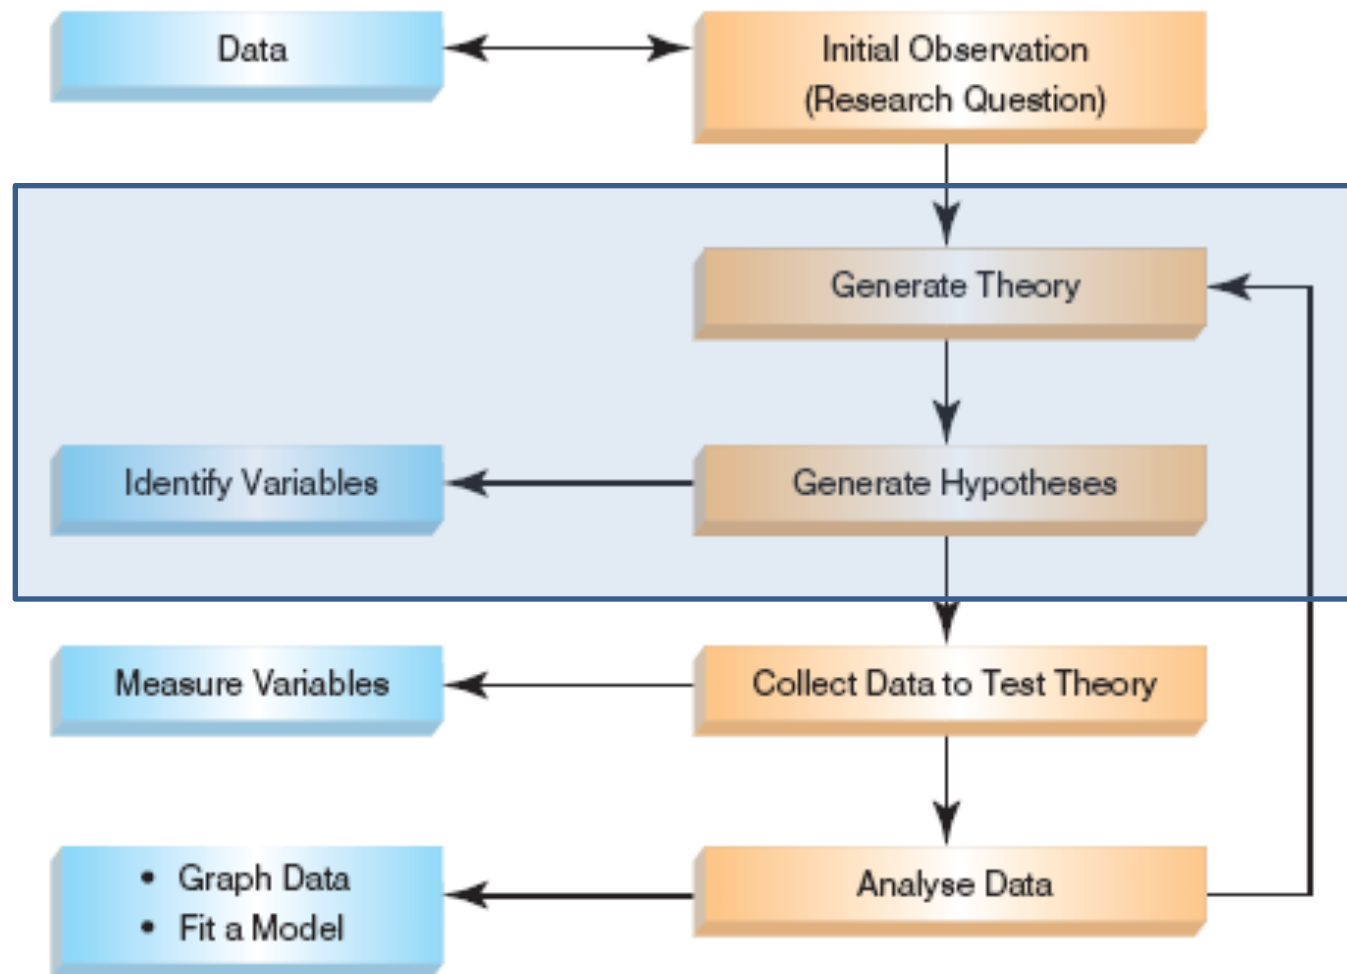 Data
Initial Observation
(Research Question)
Generate Theory
Identify Variables
Generate Hypotheses
Measure Variables
Collect Data to Test Theory
• Graph Data
• Fit a Model
Analyse Data